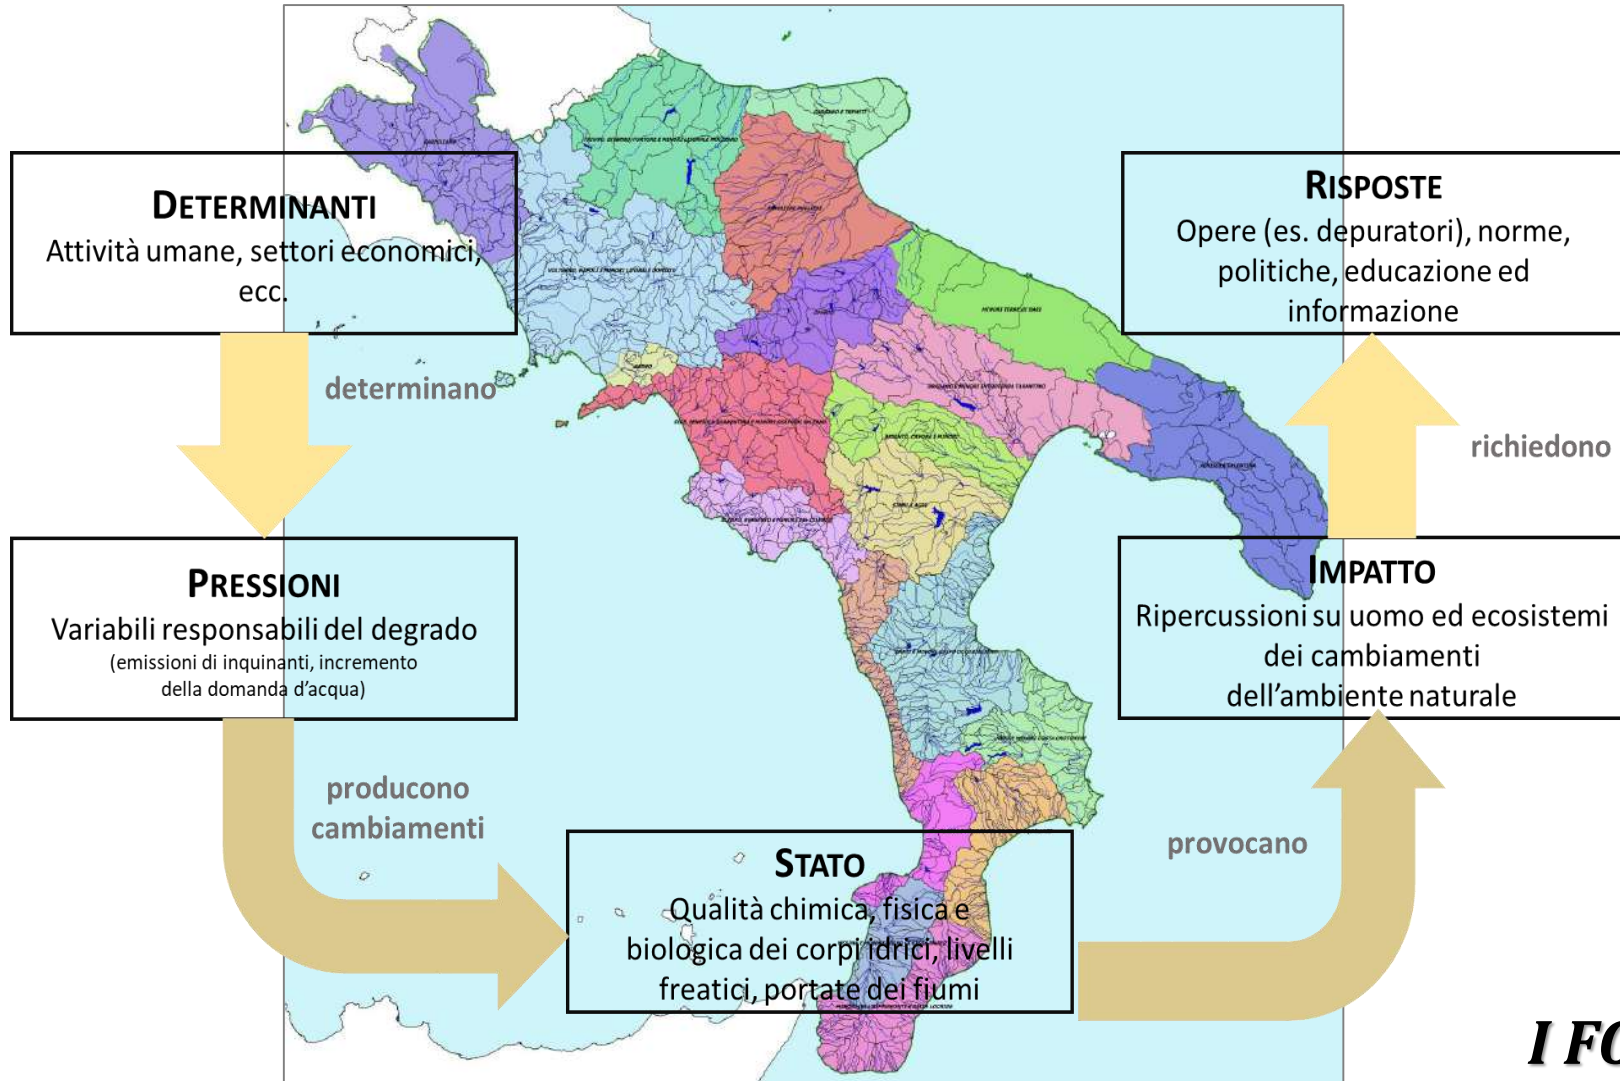 DETERMINANTI
Attività umane, settori economici,
ecc.
determinano
PRESSIONI
Variabili responsabili del degrado
(emissioni di inquinanti, incremento
della domanda d’acqua)
producono
cambiamenti
STATO
Qualità chimica, fisica e
biologica dei corpi idrici, livelli
freatici, portate dei fiumi
provocano
IMPATTO
Ripercussioni su uomo ed ecosistemi
dei cambiamenti
dell’ambiente naturale
richiedono
RISPOSTE
Opere (es. depuratori), norme,
politiche, educazione ed
informazione
I FO